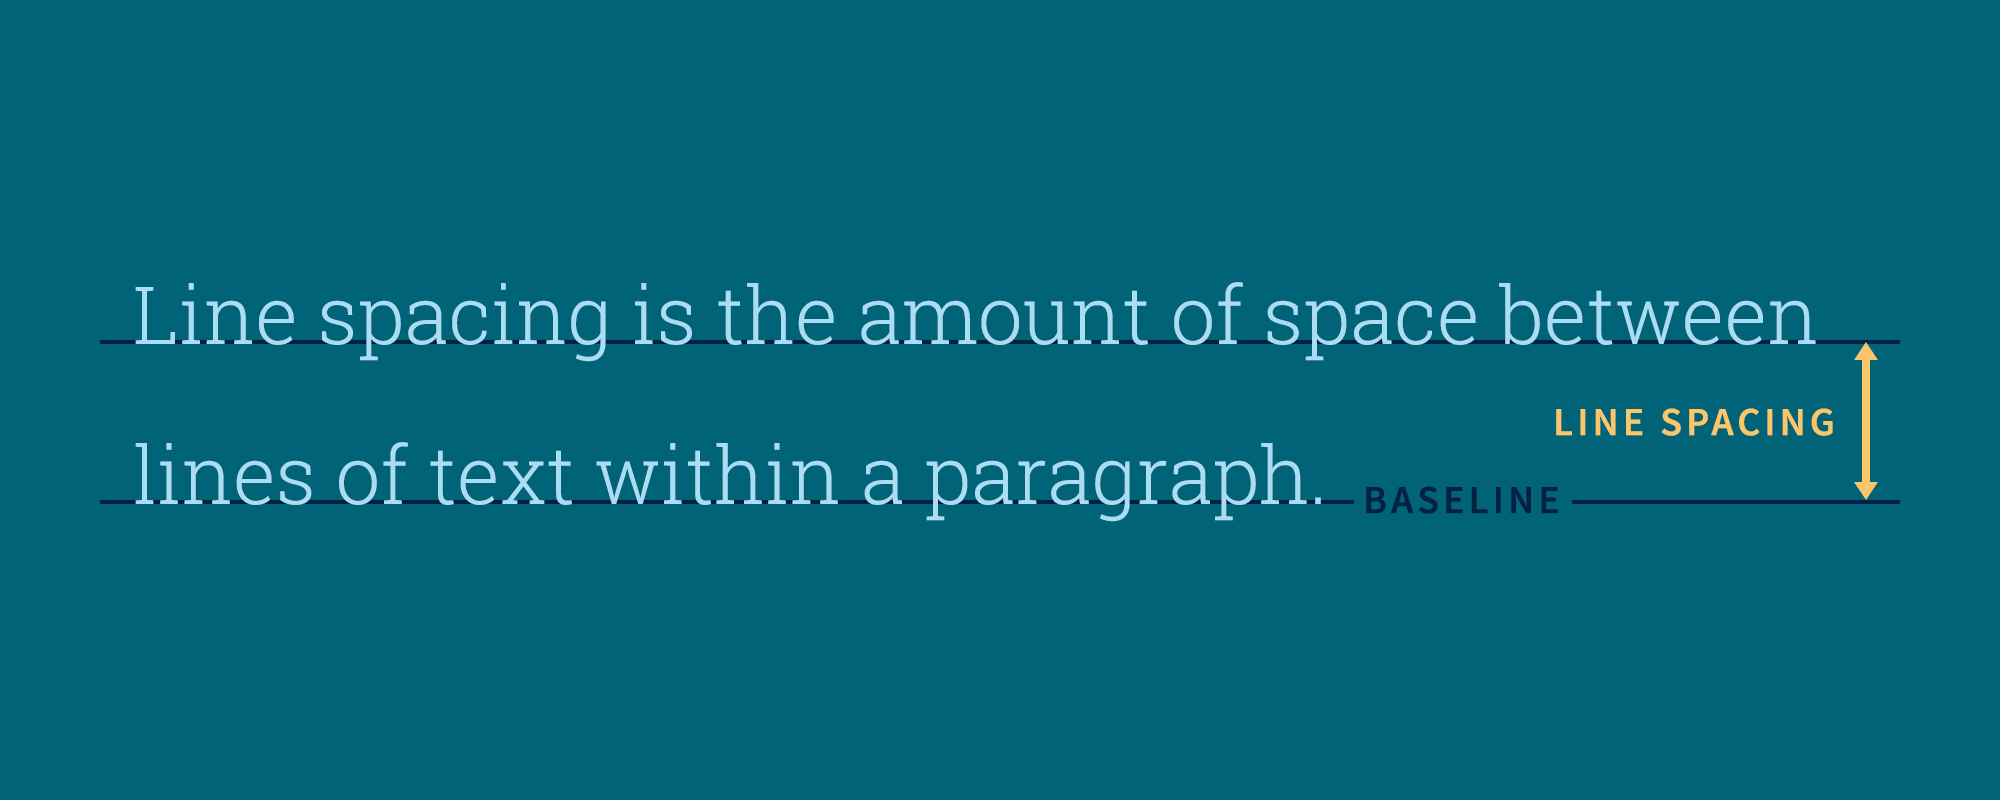 Line spacing is the amount of space between
LINE SPACING
lines of text within a paragraph.
BASELINE